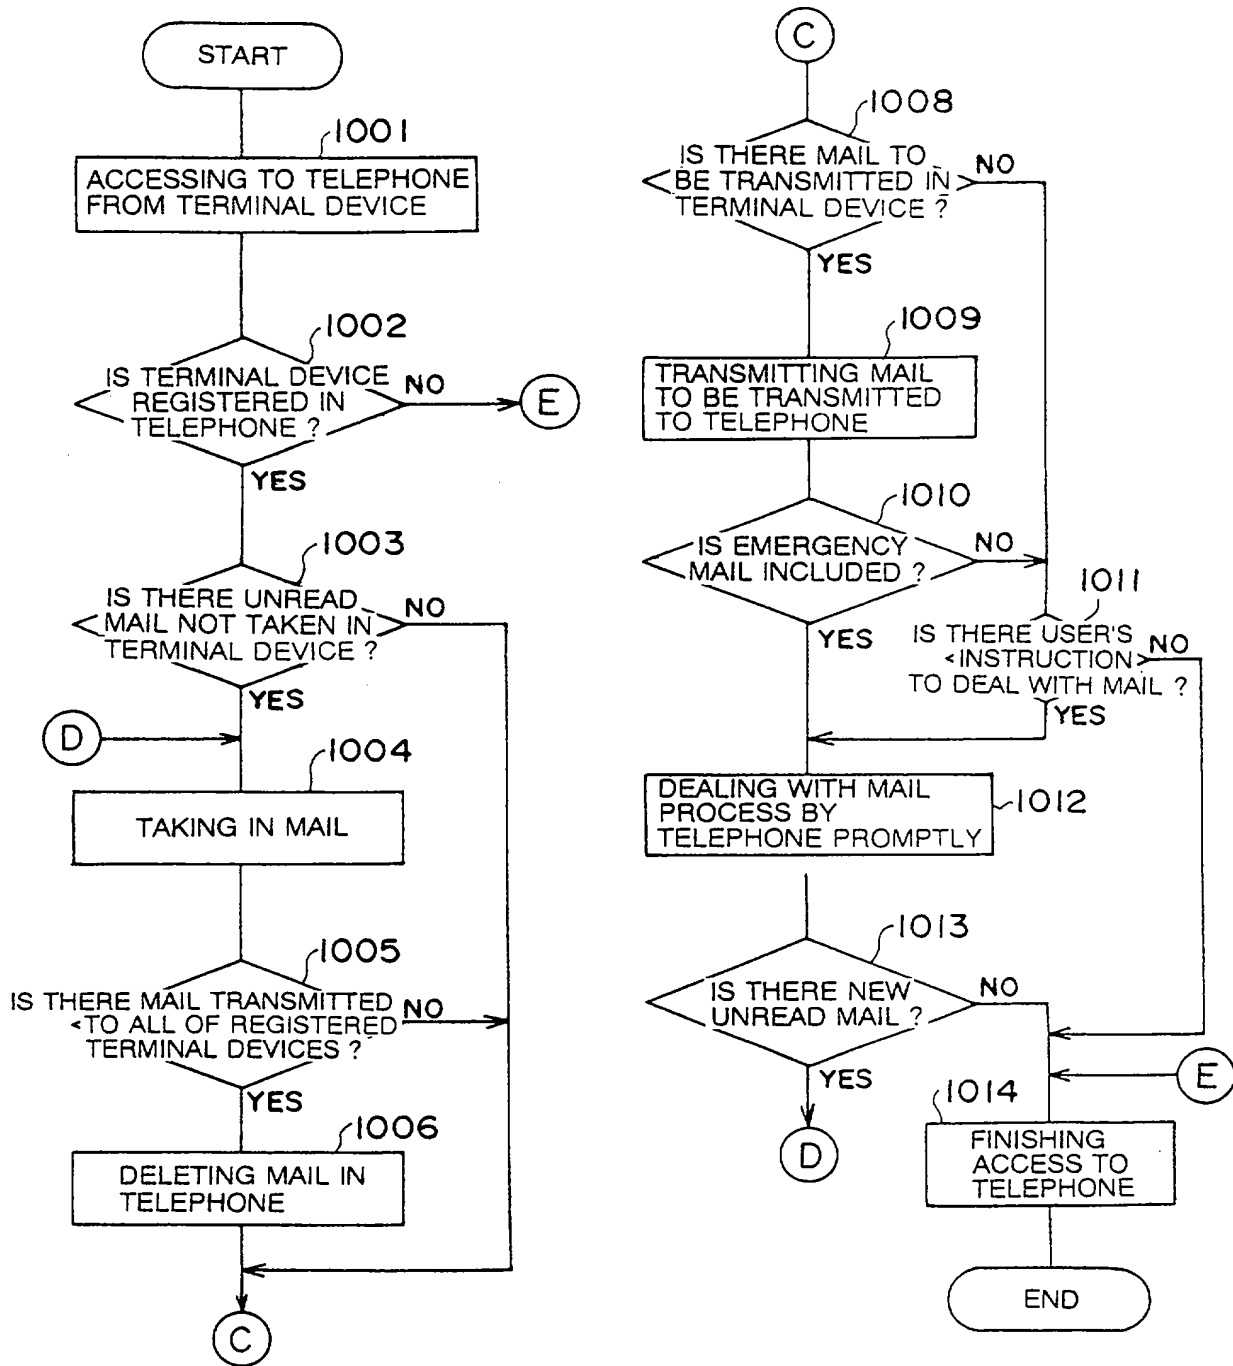 START
1001
ACCESSING TO TELEPHONE
FROM TERMINAL DEVICE
1002
IS TERMINAL DEVICE
REGISTERED IN
TELEPHONE ?
NO
E
YES
1003
IS THERE UNREAD
MAIL NOT TAKEN IN
TERMINAL DEVICE ?
NO
YES
D
1004
TAKING IN MAIL
1005
IS THERE MAIL TRANSMITTED
TO ALL OF REGISTERED
TERMINAL DEVICES ?
NO
YES
1006
DELETING MAIL IN
TELEPHONE
C
C
1008
IS THERE MAIL TO
BE TRANSMITTED IN
TERMINAL DEVICE ?
NO
YES
1009
TRANSMITTING MAIL
TO BE TRANSMITTED
TO TELEPHONE
1010
IS EMERGENCY
MAIL INCLUDED ?
NO
YES
1011
IS THERE USER'S
INSTRUCTION
TO DEAL WITH MAIL ?
NO
YES
DEALING WITH MAIL
PROCESS BY
TELEPHONE PROMPTLY
1012
1013
IS THERE NEW
UNREAD MAIL ?
NO
YES
D
E
1014
FINISHING
ACCESS TO
TELEPHONE
END